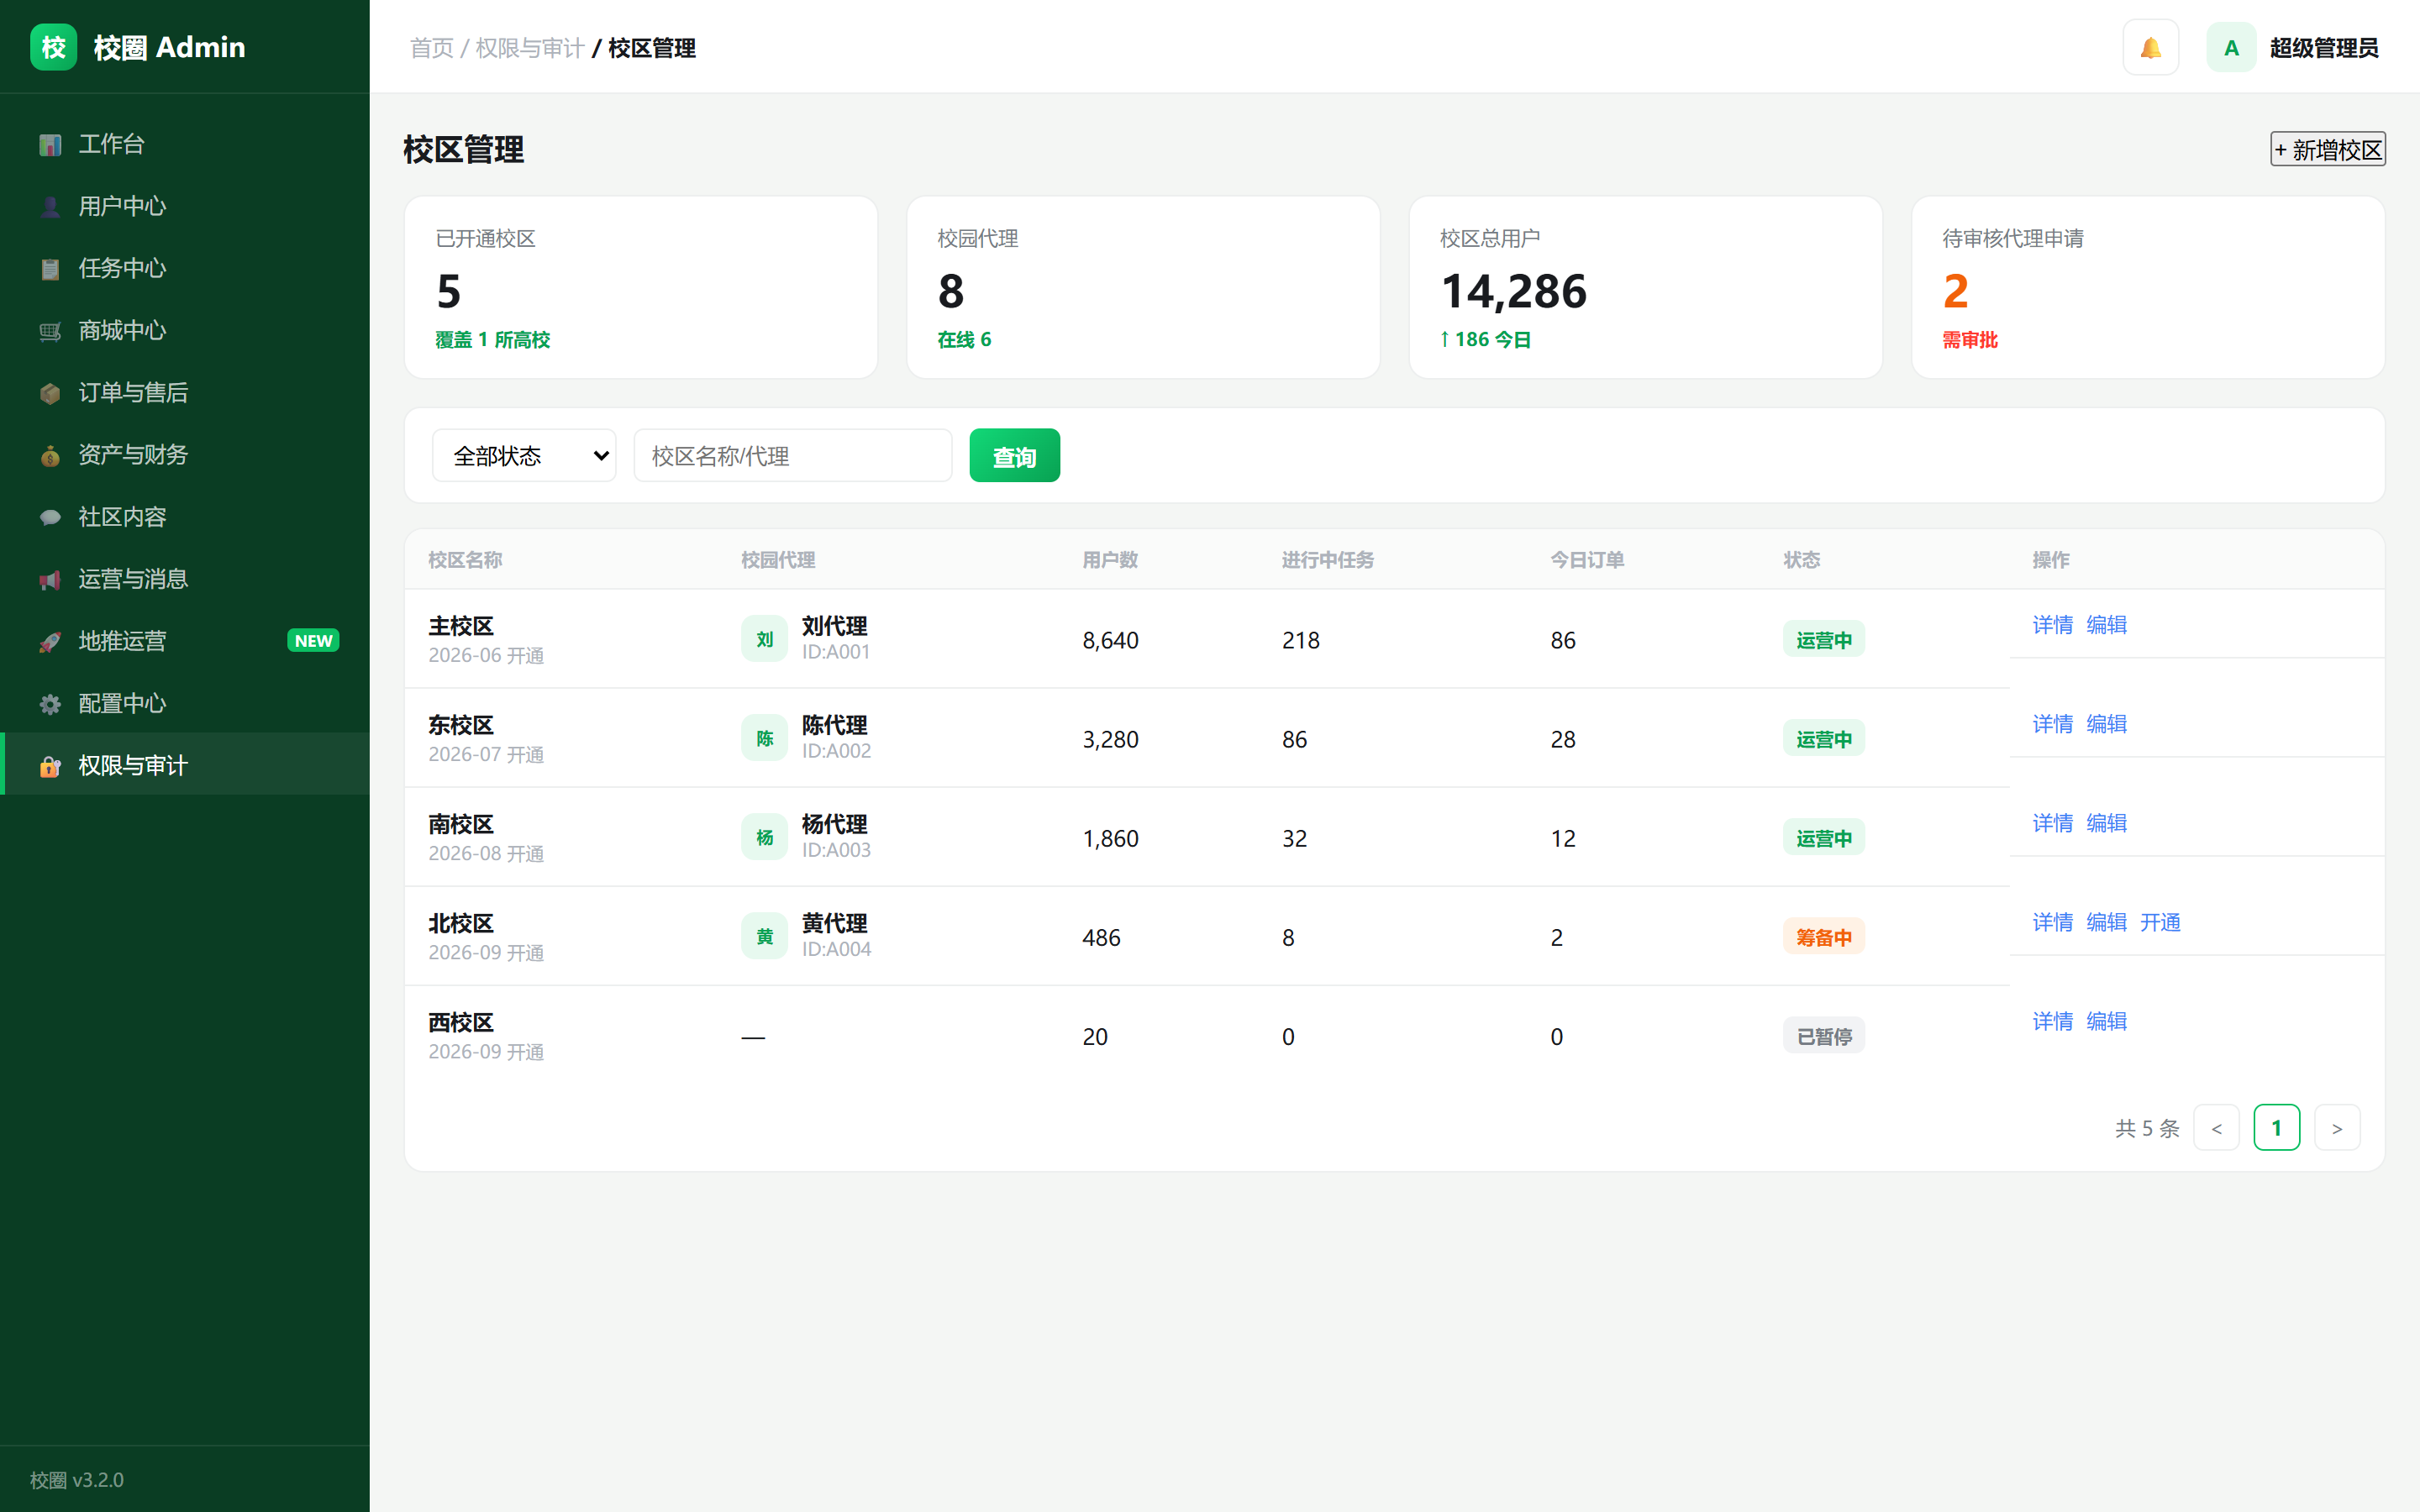 校 校圈 Admin
首页 / 权限与审计 / 校区管理
A 超级管理员
工作台
用户中心
任务中心
商城中心
订单与售后
资产与财务
社区内容
运营与消息
地推运营 NEW
配置中心
权限与审计
校圈 v3.2.0
校区管理
+ 新增校区
已开通校区
5
覆盖 1 所高校
校园代理
8
在线 6
校区总用户
14,286
↑ 186 今日
待审核代理申请
2
需审批
全部状态 校区名称/代理 查询
校区名称 校园代理 用户数 进行中任务 今日订单 状态 操作
主校区
2026-06 开通
刘 刘代理
ID:A001
8,640 218 86 运营中 详情 编辑
东校区
2026-07 开通
陈 陈代理
ID:A002
3,280 86 28 运营中 详情 编辑
南校区
2026-08 开通
杨 杨代理
ID:A003
1,860 32 12 运营中 详情 编辑
北校区
2026-09 开通
黄 黄代理
ID:A004
486 8 2 筹备中 详情 编辑 开通
西校区
2026-09 开通
— 20 0 0 已暂停 详情 编辑
共 5 条 < 1 >